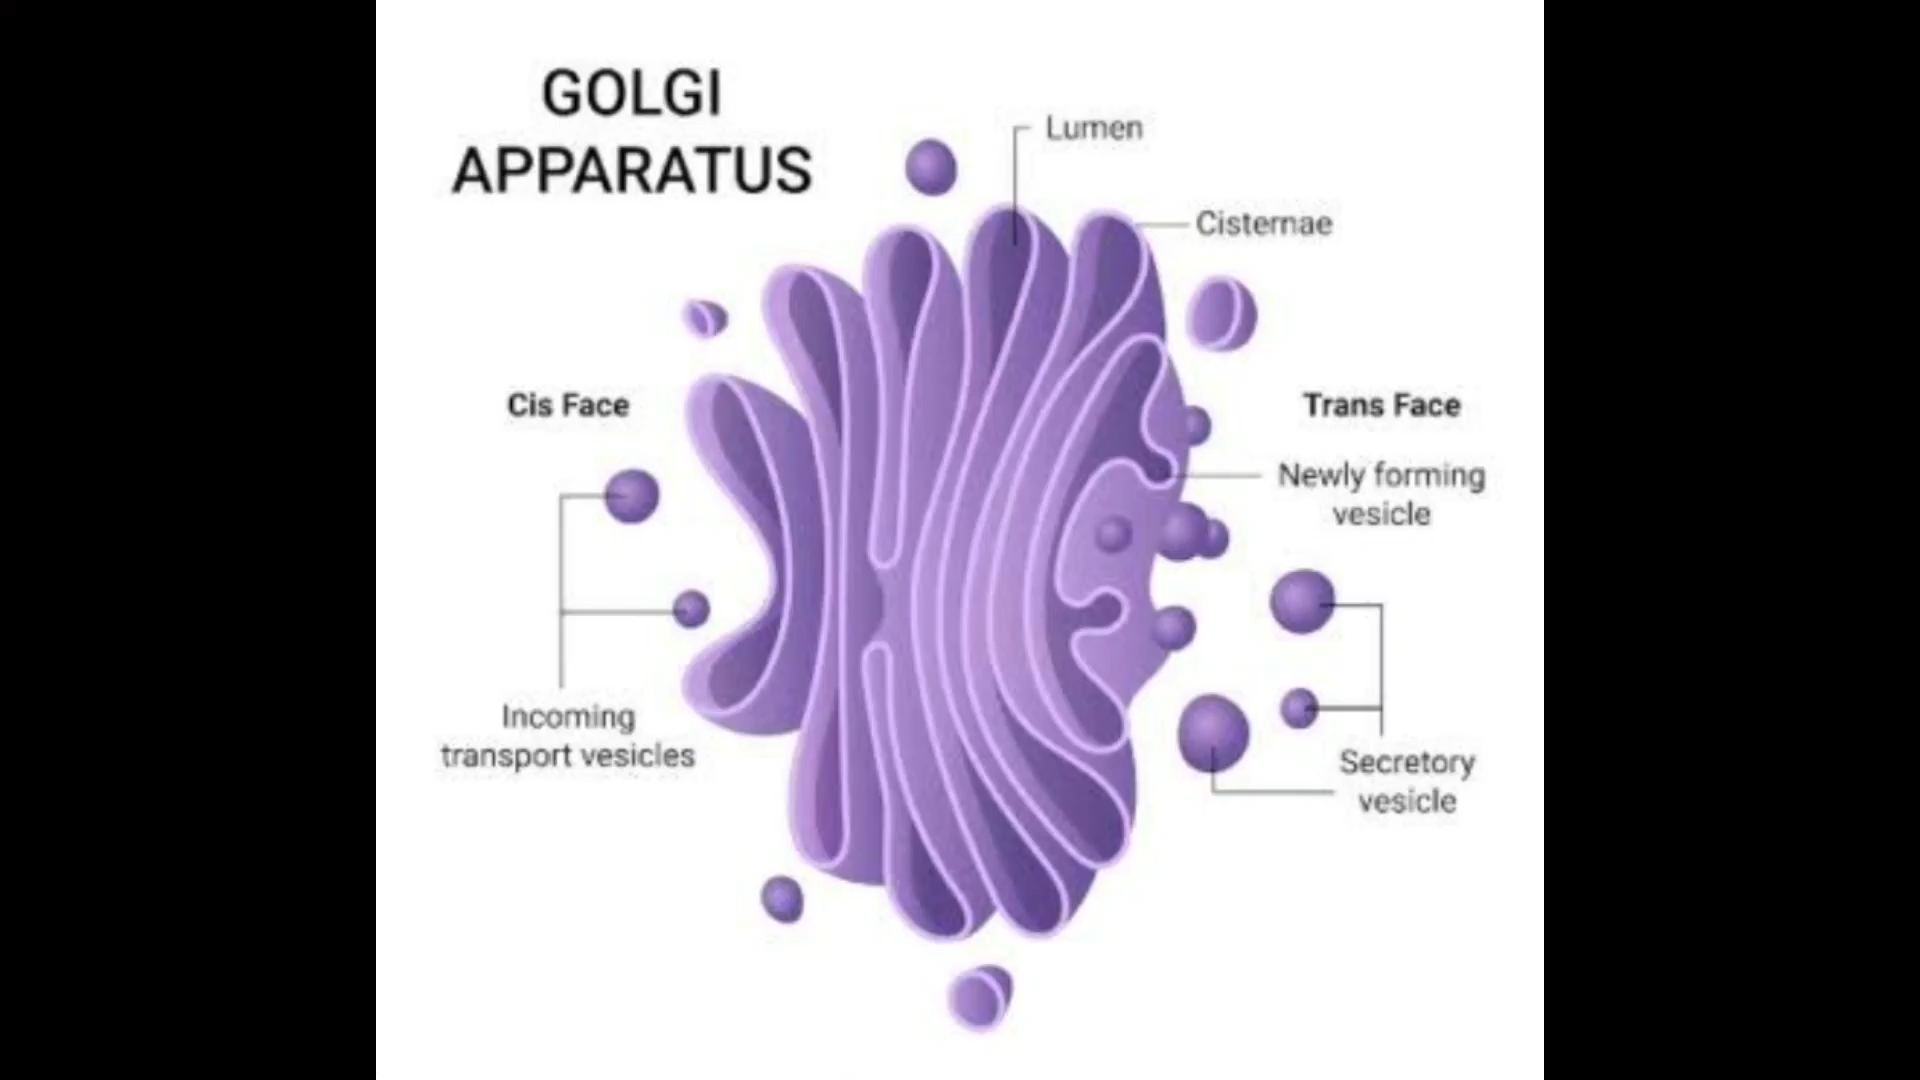 GOLGI
APPARATUS
Lumen
Cisternae
Cis Face
Trans Face
Newly forming
vesicle
Incoming
transport vesicles
Secretory
vesicle